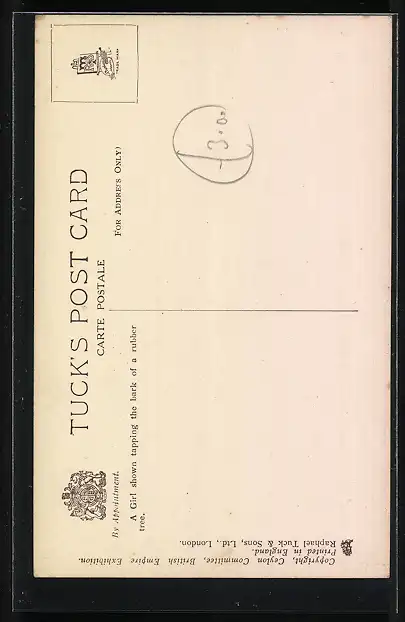 TUCK'S POST CARD
CARTE POSTALE
(FOR ADDRESS ONLY)
By Appointment.
A Girl shown tapping the bark of a rubber
tree.
£3.0
Copyright, Ceylon Committee, British Empire Exhibition.
Printed in England.
Raphael Tuck & Sons, Ltd., London.